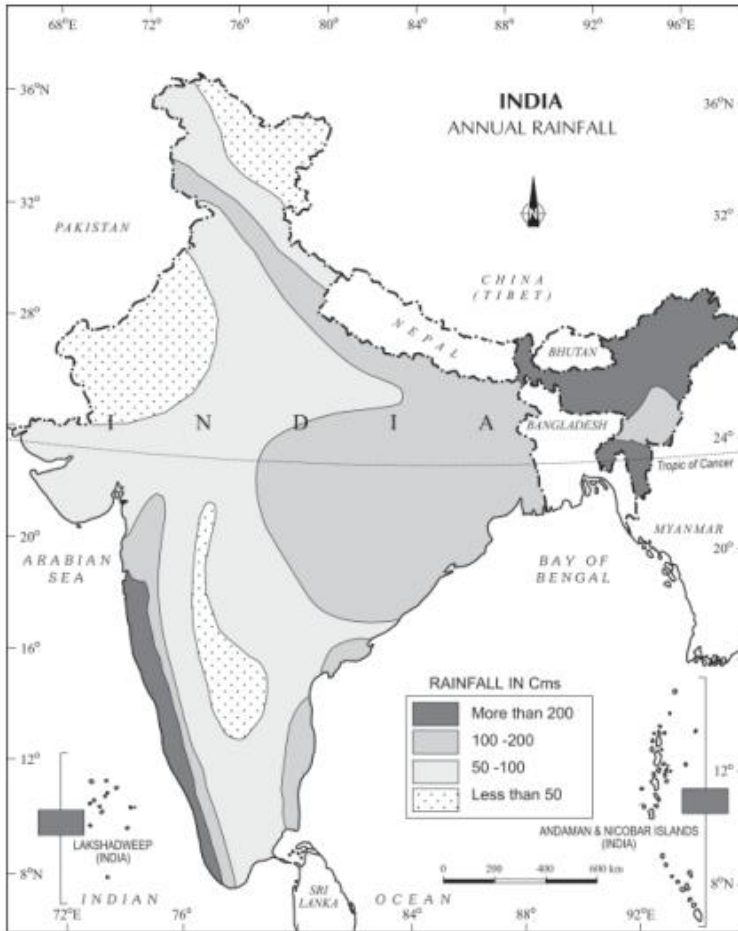 68°E 72° 76° 80° 84° 88° 92° 96°E
INDIA
ANNUAL RAINFALL
36°N 36°N
N
32° 32°
PAKISTAN
CHINA
(TIBET)
28° 28°
NEPAL
BHUTAN
INDIA
BANGLADESH
24° 24°
Tropic of Cancer
MYANMAR
20° 20°
ARABIAN
SEA
BAY OF
BENGAL
16° 16°
RAINFALL IN Cms
More than 200
100 -200
50 -100
Less than 50
12° 12°
LAKSHADWEEP
(INDIA)
ANDAMAN & NICOBAR ISLANDS
(INDIA)
0 200 400 600 km
8°N 8°N
INDIAN OCEAN
SRI
LANKA
72°E 76° 84° 88° 92°E